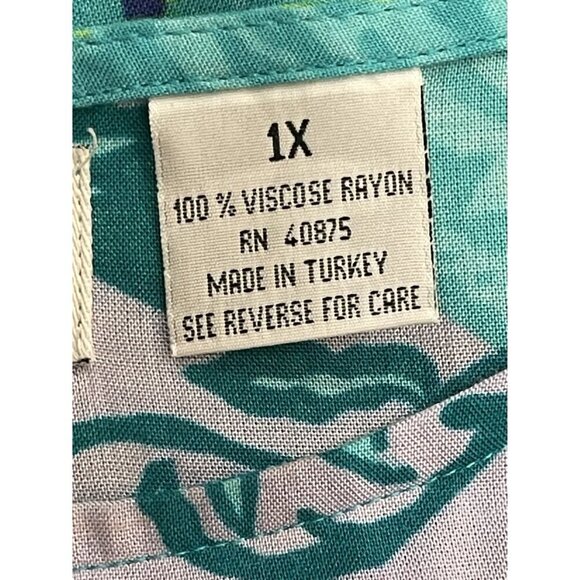 1X
100 % VISCOSE RAYON
RN 40875
MADE IN TURKEY
SEE REVERSE FOR CARE